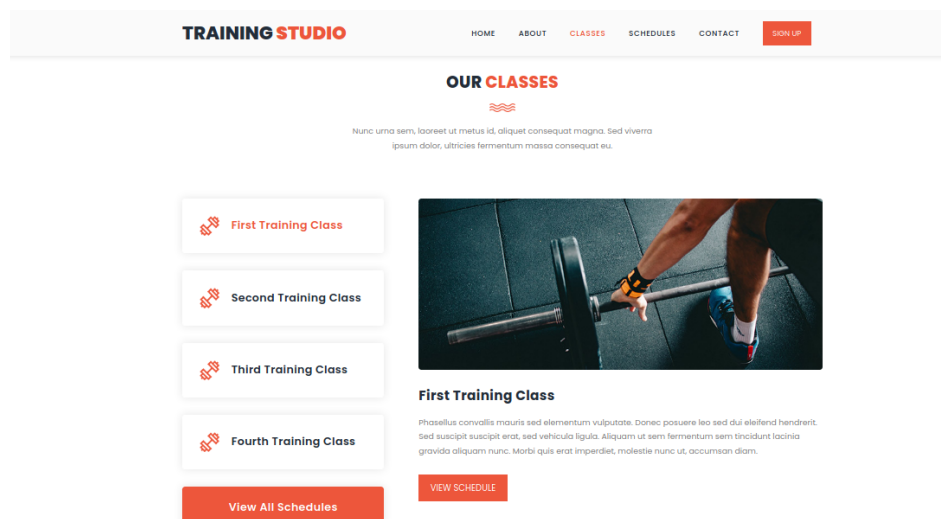 TRAINING STUDIO
HOME ABOUT CLASSES SCHEDULES CONTACT SIGN UP
OUR CLASSES
Nunc urna sem, laoreet ut metus id, aliquet consequat magna. Sed viverra
ipsum dolor, ultricies fermentum massa consequat eu.
First Training Class
Second Training Class
Third Training Class
Fourth Training Class
View All Schedules
First Training Class
Phasellus convallis mauris sed elementum vulputate. Donec posuere leo sed dui eleifend hendrerit.
Sed suscipit suscipit erat, sed vehicula ligula. Aliquam ut sem fermentum sem tincidunt lacinia
gravida aliquam nunc. Morbi quis erat imperdiet, molestie nunc ut, accumsan diam.
VIEW SCHEDULE